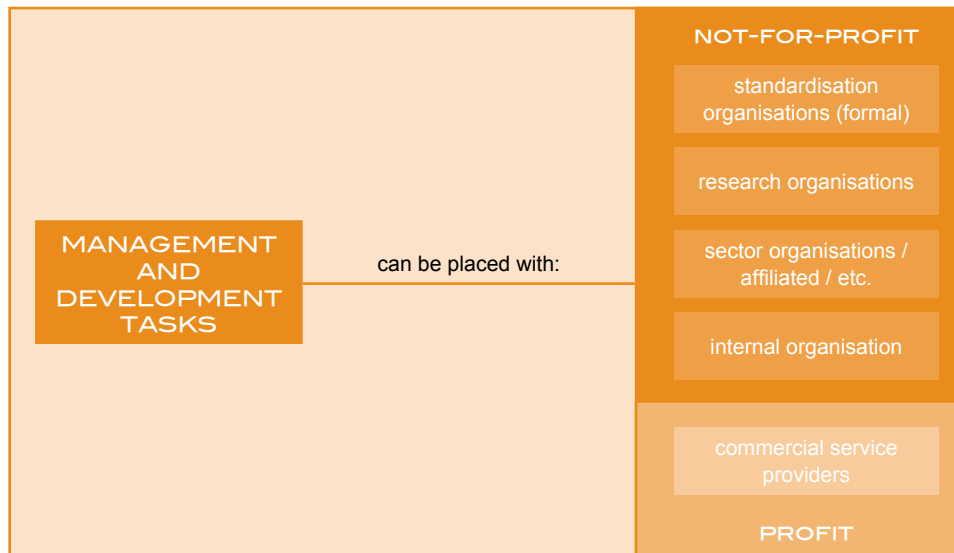 NOT-FOR-PROFIT
standardisation
organisations (formal)
research organisations
sector organisations /
affiliated / etc.
internal organisation
commercial service
providers
PROFIT
MANAGEMENT
AND
DEVELOPMENT
TASKS
can be placed with: